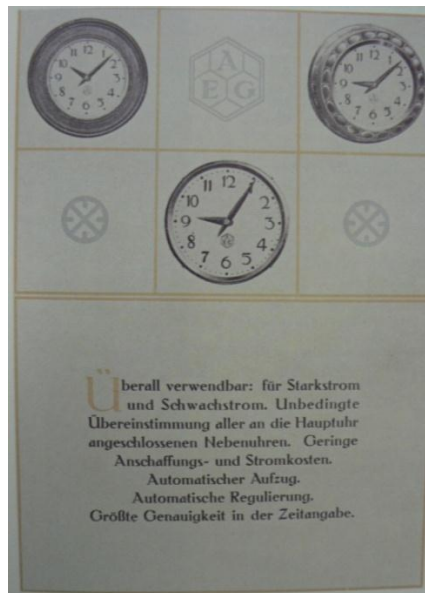 A
E G
Überall verwendbar: für Starkstrom
und Schwachstrom. Unbedingte
Übereinstimmung aller an die Hauptuhr
angeschlossenen Nebenuhren. Geringe
Anschaffungs- und Stromkosten.
Automatischer Aufzug.
Automatische Regulierung.
Größte Genauigkeit in der Zeitangabe.